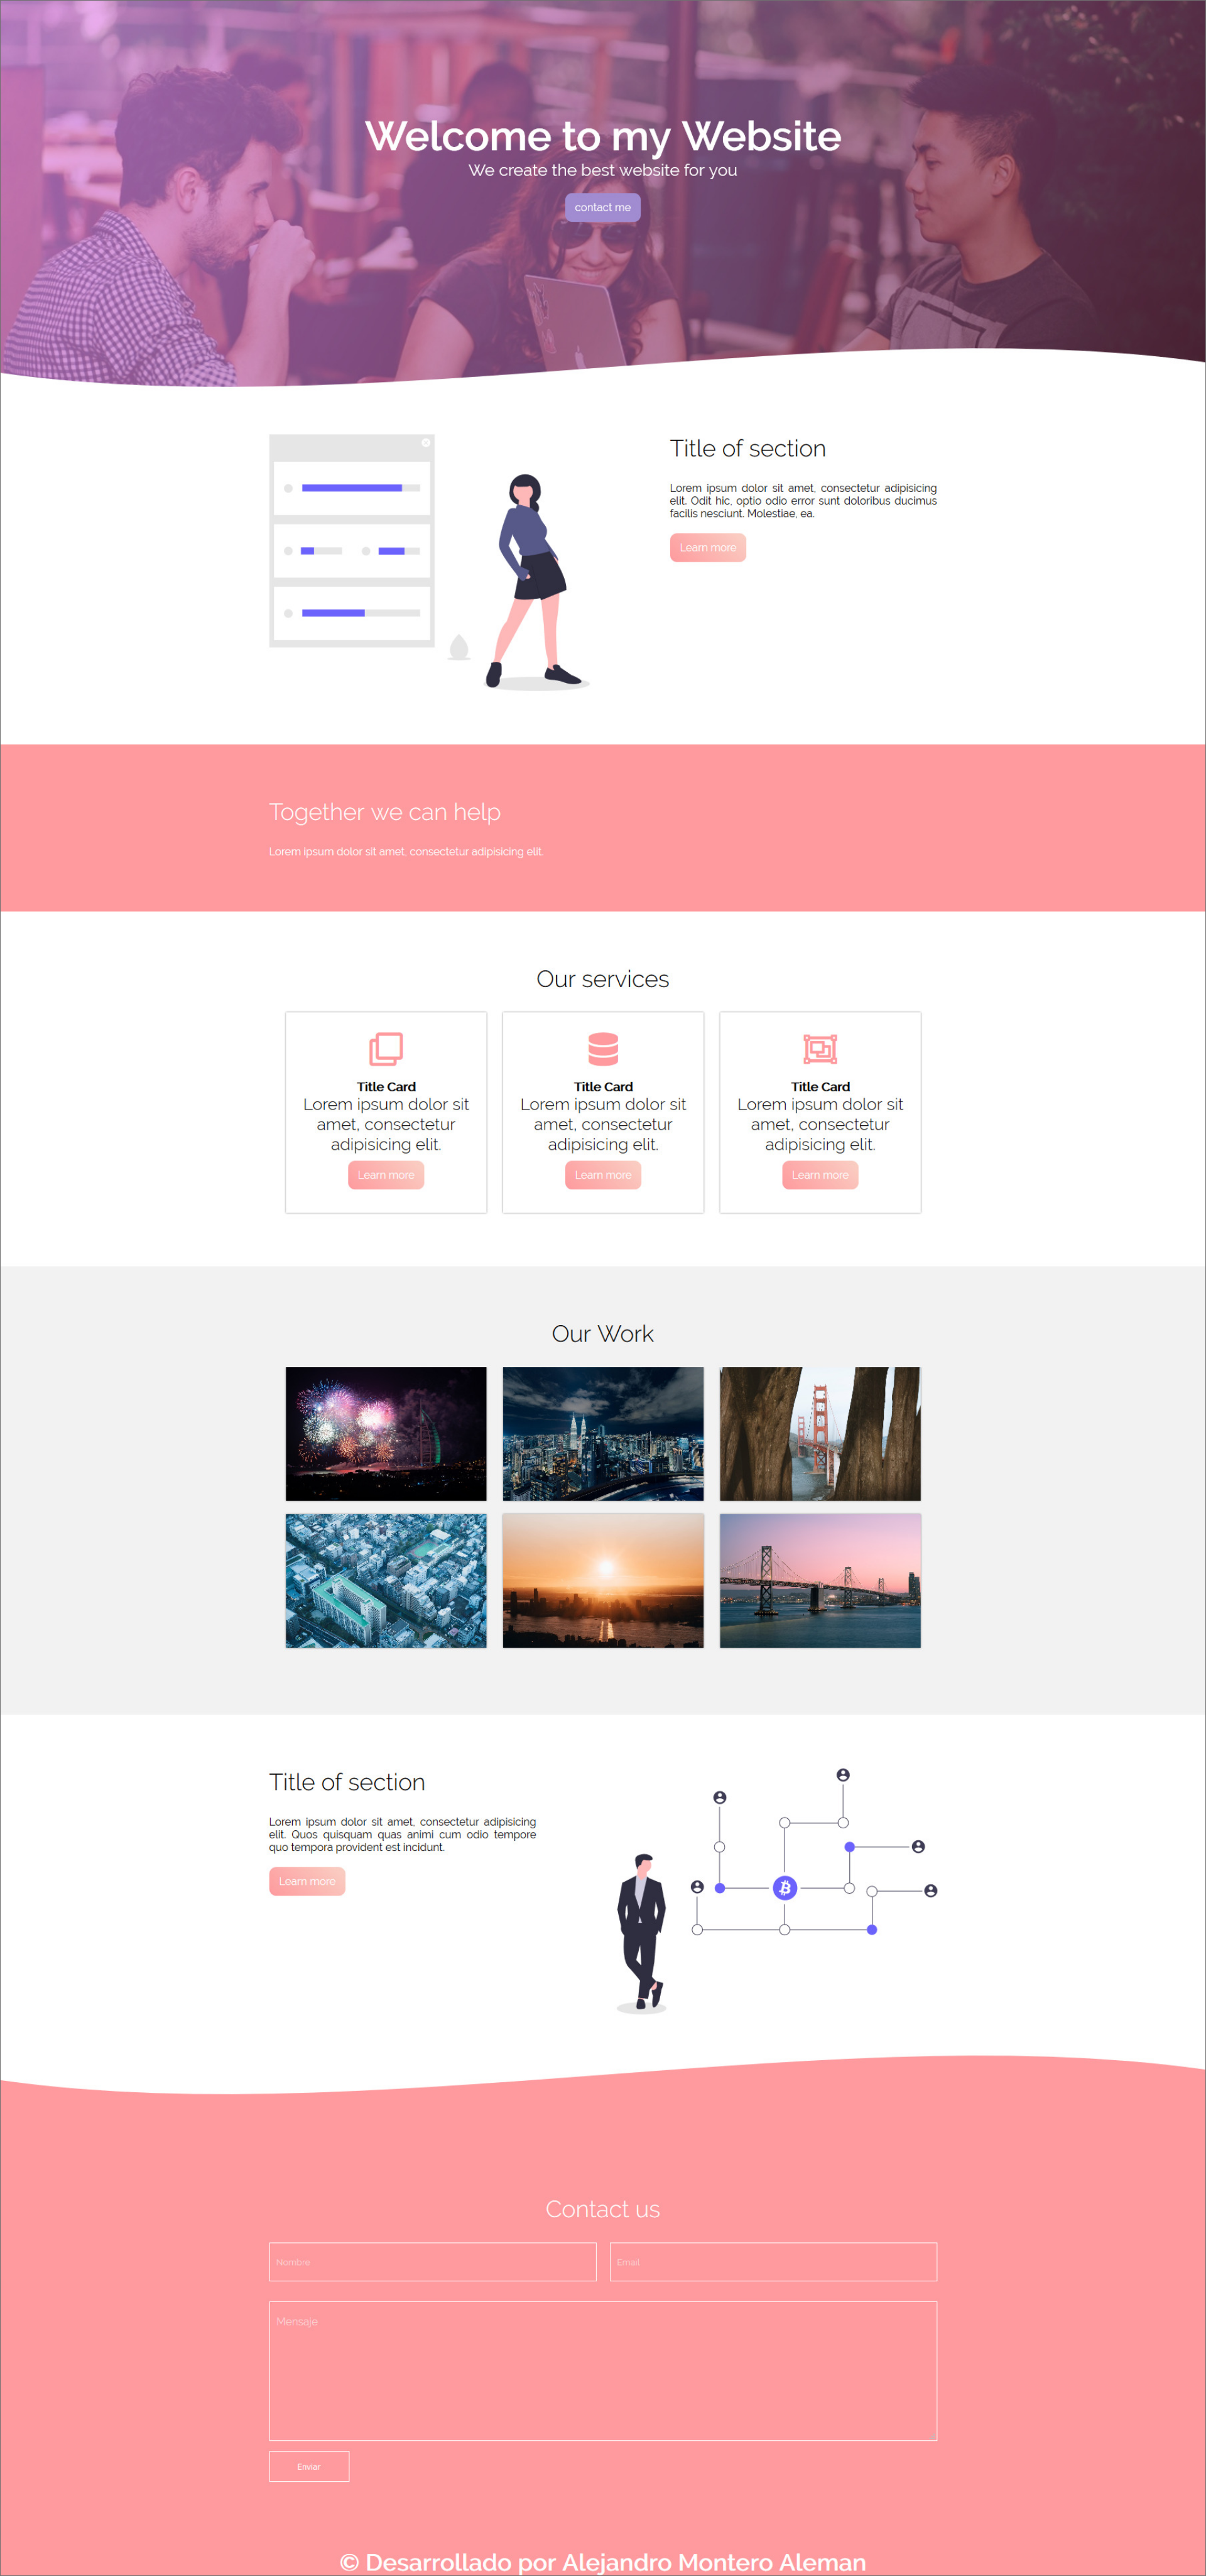 Welcome to my Website
We create the best website for you
contact me
Title of section
Lorem ipsum dolor sit amet, consectetur adipisicing
elit. Odit hic, optio odio error sunt doloribus ducimus
facilis nesciunt. Molestiae, ea.
Learn more
Together we can help
Lorem ipsum dolor sit amet, consectetur adipisicing elit.
Our services
Title Card
Lorem ipsum dolor sit
amet, consectetur
adipisicing elit.
Learn more
Title Card
Lorem ipsum dolor sit
amet, consectetur
adipisicing elit.
Learn more
Title Card
Lorem ipsum dolor sit
amet, consectetur
adipisicing elit.
Learn more
Our Work
Title of section
Lorem ipsum dolor sit amet, consectetur adipisicing
elit. Quos quisquam quas animi cum odio tempore
quo tempora provident est incidunt.
Learn more
Contact us
Nombre
Email
Mensaje
Enviar
© Desarrollado por Alejandro Montero Aleman